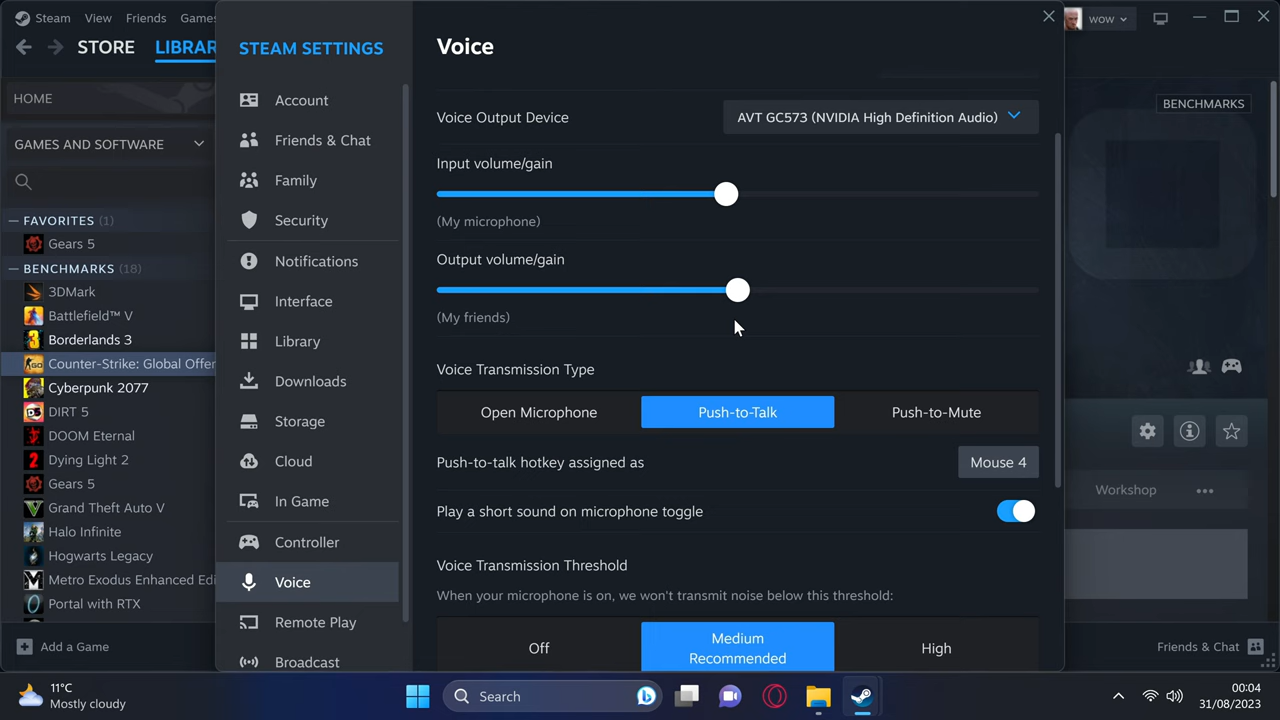 Steam View Friends Games
wow
STORE LIBRAR
HOME
GAMES AND SOFTWARE
FAVORITES (1)
Gears 5
BENCHMARKS (18)
3DMark
Battlefield™ V
Borderlands 3
Counter-Strike: Global Offer
Cyberpunk 2077
DIRT 5
DOOM Eternal
Dying Light 2
Gears 5
Grand Theft Auto V
Halo Infinite
Hogwarts Legacy
Metro Exodus Enhanced Edi
Portal with RTX
Add a Game
STEAM SETTINGS
Account
Friends & Chat
Family
Security
Notifications
Interface
Library
Downloads
Storage
Cloud
In Game
Controller
Voice
Remote Play
Broadcast
Voice
Voice Output Device
AVT GC573 (NVIDIA High Definition Audio)
Input volume/gain
(My microphone)
Output volume/gain
(My friends)
Voice Transmission Type
Open Microphone Push-to-Talk Push-to-Mute
Push-to-talk hotkey assigned as
Mouse 4
Play a short sound on microphone toggle
Voice Transmission Threshold
When your microphone is on, we won't transmit noise below this threshold:
Off
Medium
Recommended
High
BENCHMARKS
Workshop
Friends & Chat
11°C
Mostly cloudy
Search
00:04
31/08/2023